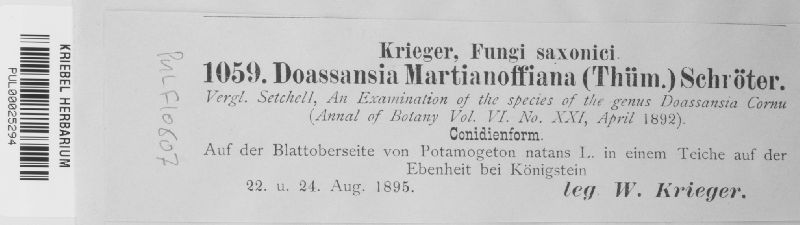 KRIEBEL HERBARIUM
PUL00025294
PULF10807
Krieger, Fungi saxonici.
1059. Doassansia Martianoffiana (Thüm.) Schröter.
Vergl. Setchell, An Examination of the species of the genus Doassansia Cornu
(Annal of Botany Vol. VI. No. XXI, April 1892).
Conidienform.
Auf der Blattoberseite von Potamogeton natans L. in einem Teiche auf der
Ebenheit bei Königstein
22. u. 24. Aug. 1895.
leg. W. Krieger.